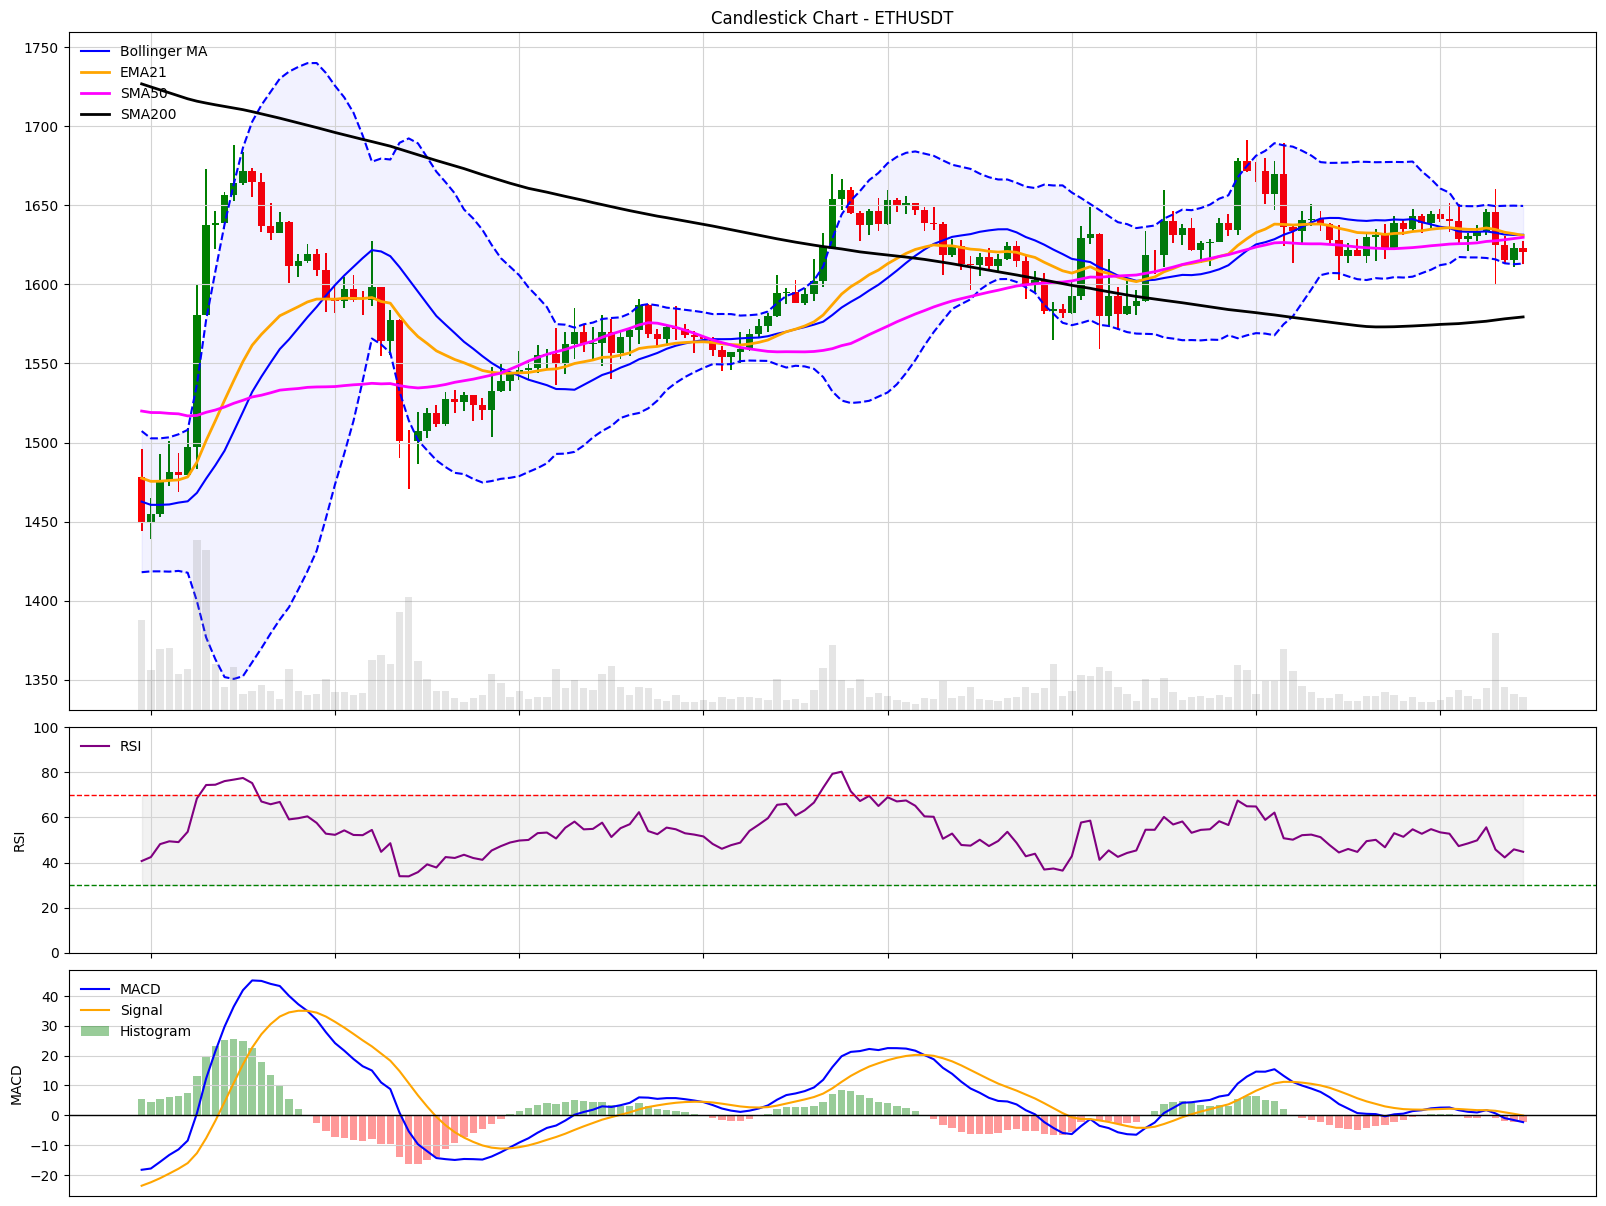 Candlestick Chart - ETHUSDT
Bollinger MA
EMA21
SMA50
SMA200
1750
1700
1650
1600
1550
1500
1450
1400
1350
RSI
100
80
60
40
20
0
RSI
MACD
Signal
Histogram
40
30
20
10
0
−10
−20
MACD